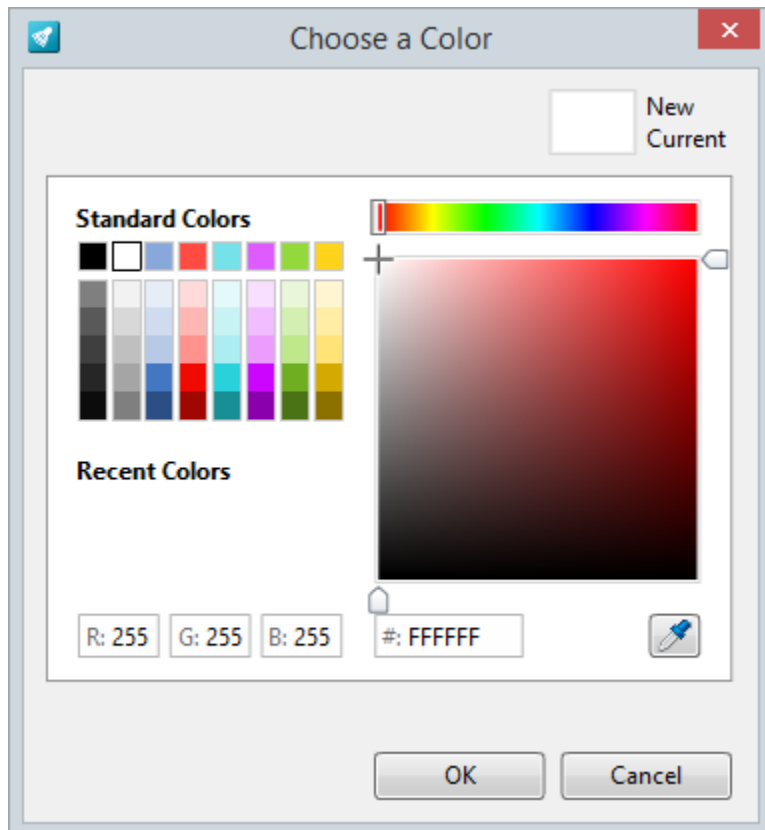 Choose a Color
New
Current
Standard Colors
Recent Colors
R: 255 G: 255 B: 255 #: FFFFFF
OK Cancel